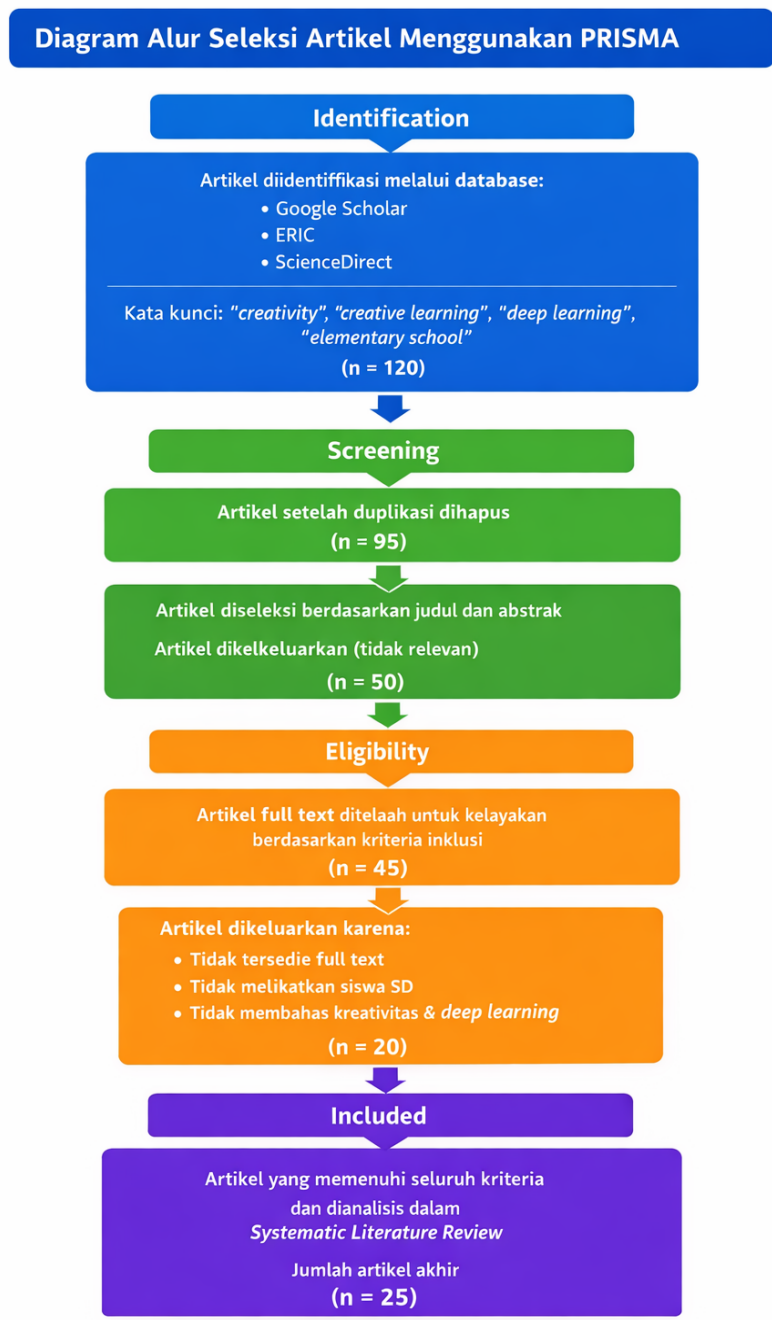 Diagram Alur Seleksi Artikel Menggunakan PRISMA
Identification
Artikel diidentiffikasi melalui database:
• Google Scholar
• ERIC
• ScienceDirect
Kata kunci: "creativity", "creative learning", "deep learning",
"elementary school"
(n = 120)
Screening
Artikel setelah duplikasi dihapus
(n = 95)
Artikel diseleksi berdasarkan judul dan abstrak
Artikel dikelkeluarkan (tidak relevan)
(n = 50)
Eligibility
Artikel full text ditelaah untuk kelayakan
berdasarkan kriteria inklusi
(n = 45)
Artikel dikeluarkan karena:
• Tidak tersedie full text
• Tidak melikatkan siswa SD
• Tidak membahas kreativitas & deep learning
(n = 20)
Included
Artikel yang memenuhi seluruh kriteria
dan dianalisis dalam
Systematic Literature Review
Jumlah artikel akhir
(n = 25)